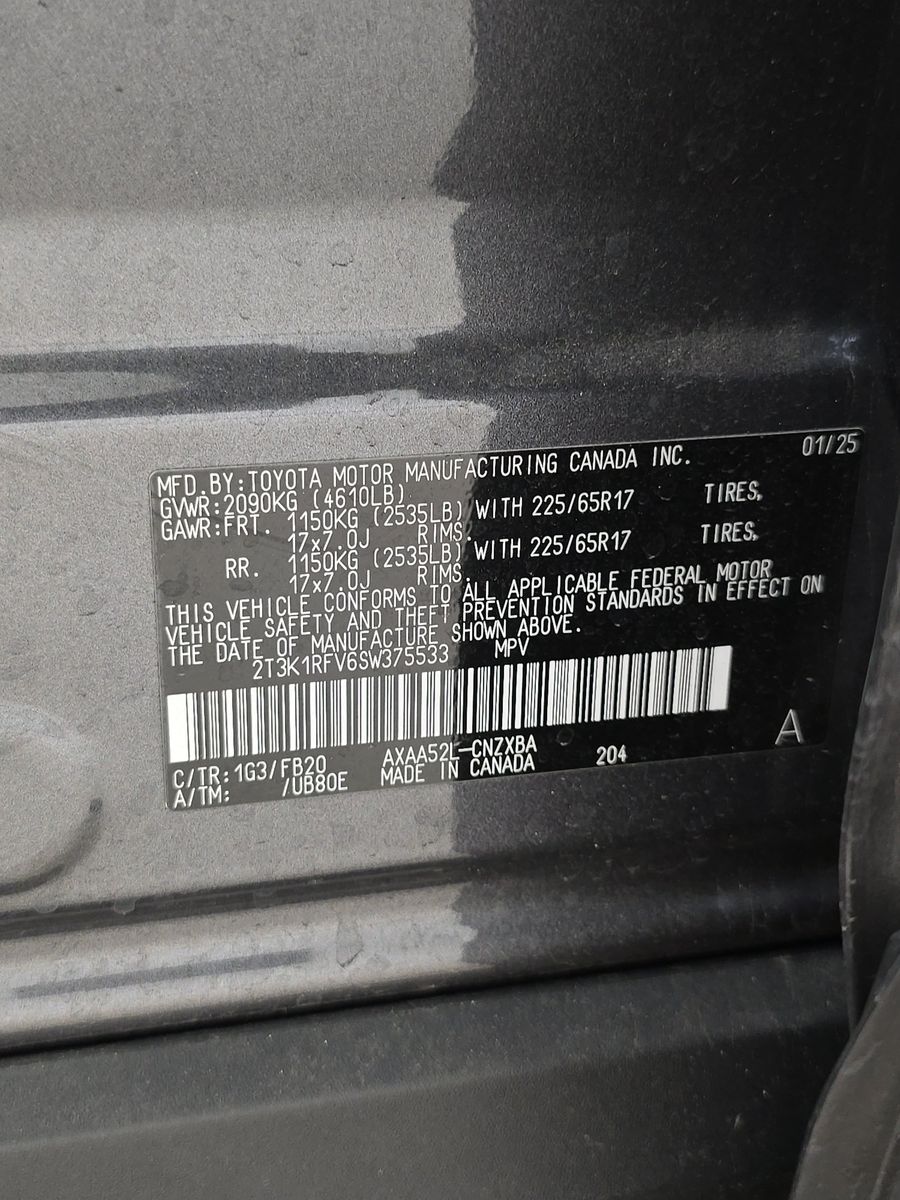 01/25
MFD.BY:TOYOTA MOTOR MANUFACTURING CANADA INC.
GVWR:2090KG (4610LB)
GAWR:FRT. 1150KG (2535LB) WITH 225/65R17 TIRES,
17x7.0J RIMS.
RR. 1150KG (2535LB) WITH 225/65R17 TIRES,
17x7.0J RIMS.
THIS VEHICLE CONFORMS TO ALL APPLICABLE FEDERAL MOTOR
VEHICLE SAFETY AND THEFT PREVENTION STANDARDS IN EFFECT ON
THE DATE OF MANUFACTURE SHOWN ABOVE.
2T3K1RFV6SW375533 MPV
A
C/TR:1G3/FB20 AXAA52L-CNZXBA 204
A/TM: /UB80E MADE IN CANADA